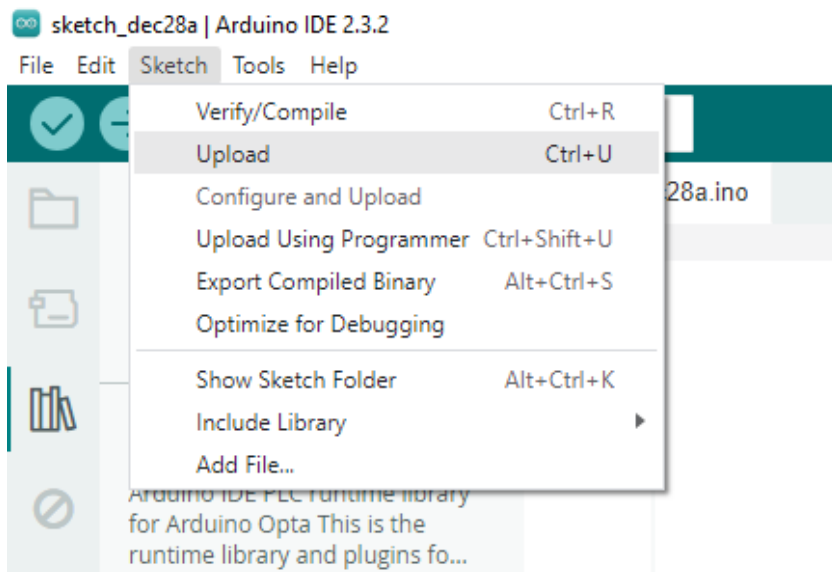 sketch_dec28a | Arduino IDE 2.3.2
File Edit Sketch Tools Help
Verify/Compile Ctrl+R
Upload Ctrl+U
Configure and Upload
28a.ino
Upload Using Programmer Ctrl+Shift+U
Export Compiled Binary Alt+Ctrl+S
Optimize for Debugging
Show Sketch Folder Alt+Ctrl+K
Include Library
Add File...
Arduino IDE PLC runtime library
for Arduino Opta This is the
runtime library and plugins fo...